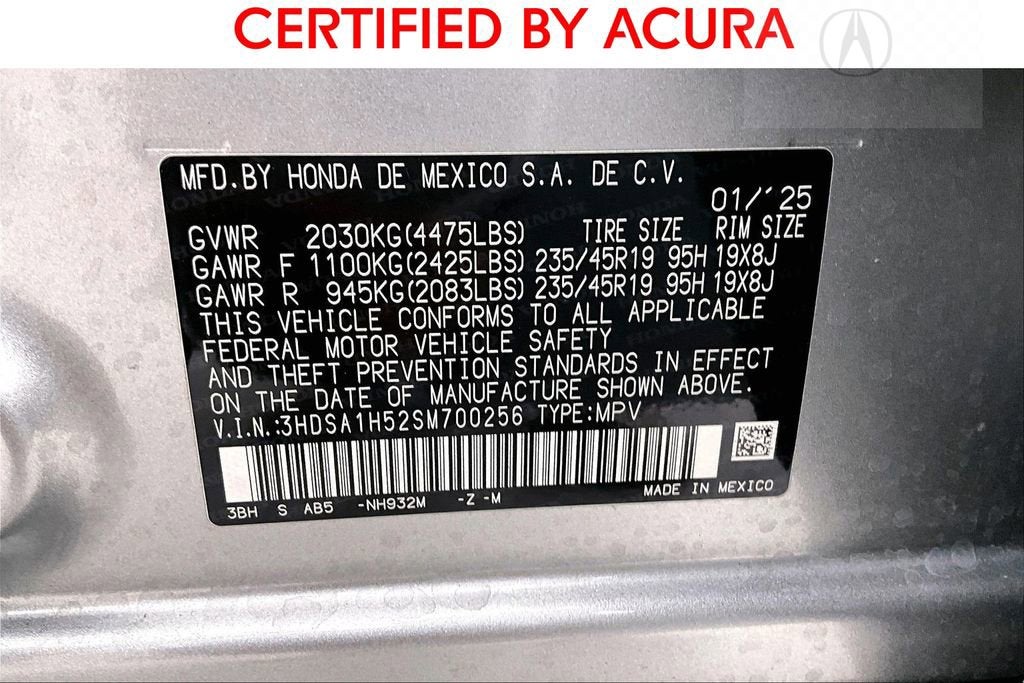 CERTIFIED BY ACURA
MFD.BY HONDA DE MEXICO S.A. DE C.V.
01/'25
GVWR 2030KG(4475LBS) TIRE SIZE RIM SIZE
GAWR F 1100KG(2425LBS) 235/45R19 95H 19X8J
GAWR R 945KG(2083LBS) 235/45R19 95H 19X8J
THIS VEHICLE CONFORMS TO ALL APPLICABLE
FEDERAL MOTOR VEHICLE SAFETY
AND THEFT PREVENTION STANDARDS IN EFFECT
ON THE DATE OF MANUFACTURE SHOWN ABOVE.
V.I.N.:3HDSA1H52SM700256 TYPE:MPV
3BH S AB5 -NH932M -Z -M MADE IN MEXICO